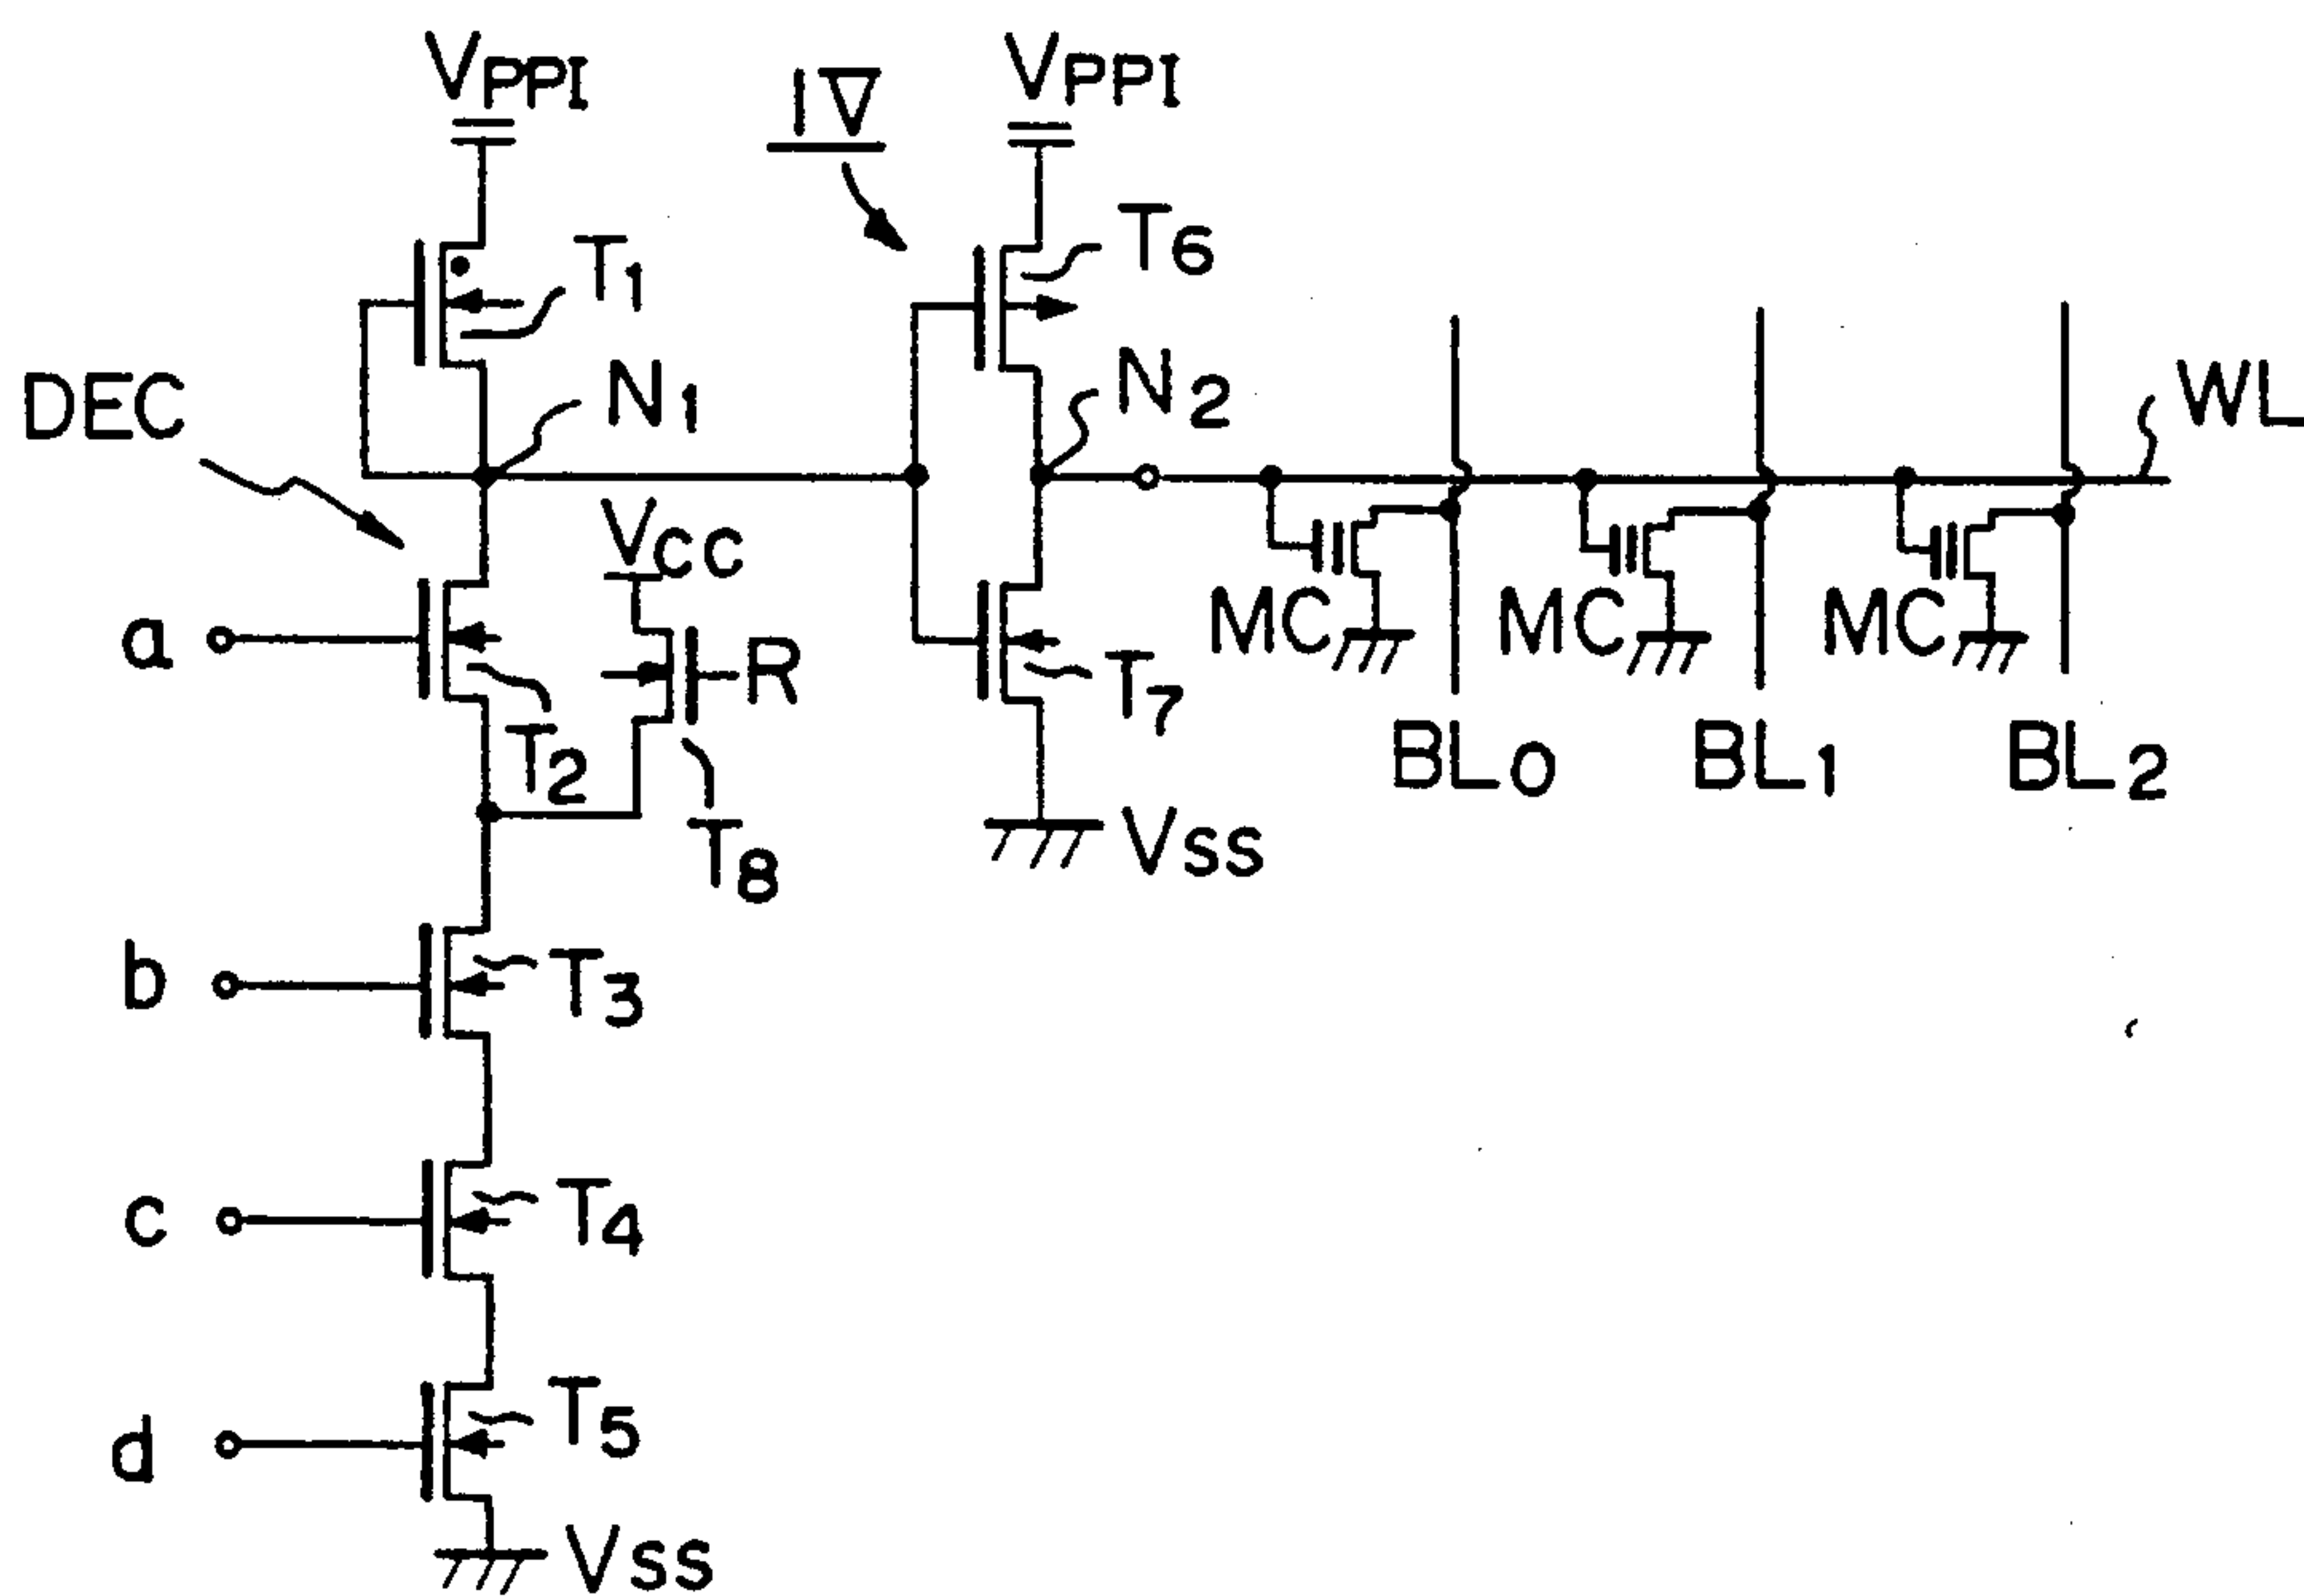 VPPI
IV
VPPI
T1
T6
DEC
N1
N2
WL
VCC
a
R
MC
MC
MC
T2
T7
BL0
BL1
BL2
T8
VSS
b
T3
c
T4
d
T5
VSS